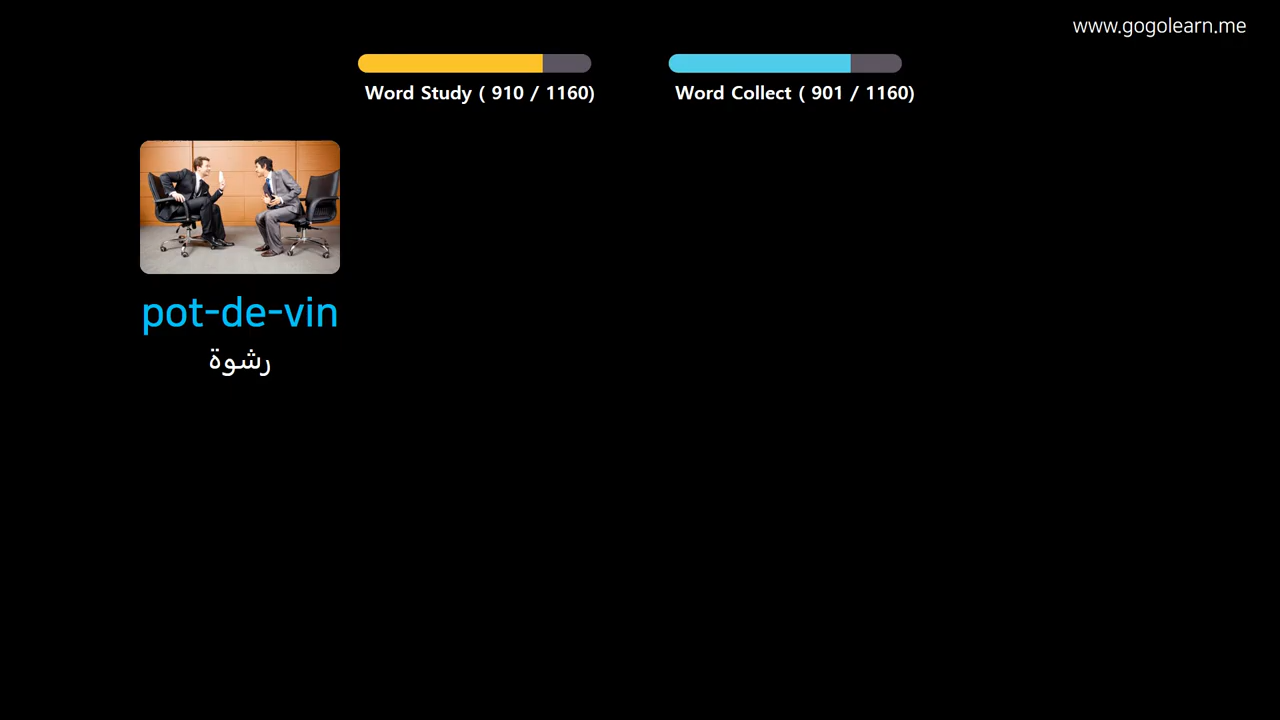 www.gogolearn.me
Word Study ( 910 / 1160)
Word Collect ( 901 / 1160)
pot-de-vin
رشوة